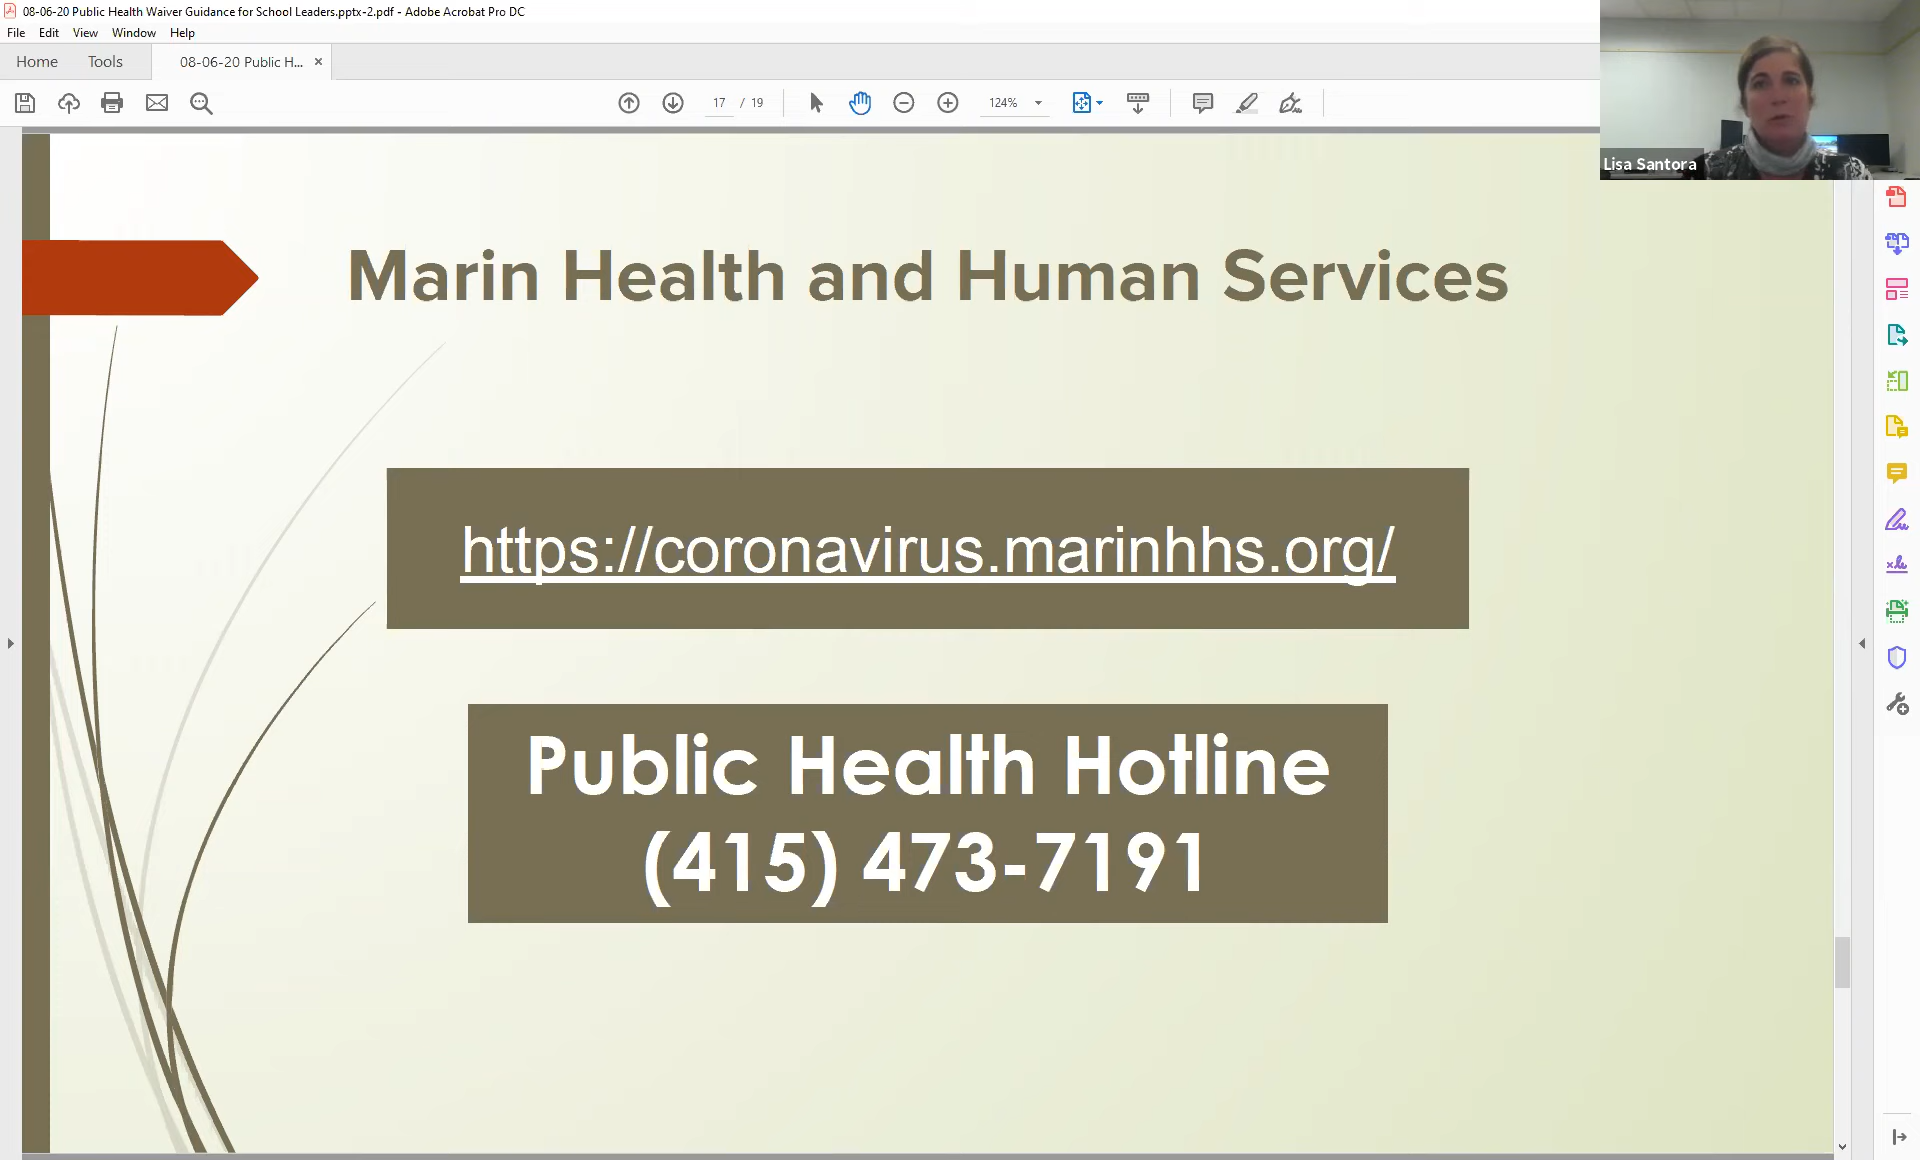 08-06-20 Public Health Waiver Guidance for School Leaders.pptx-2.pdf - Adobe Acrobat Pro DC
File Edit View Window Help
Home Tools 08-06-20 Public H... ×
17 / 19 124%
Lisa Santora
Marin Health and Human Services
https://coronavirus.marinhhs.org/
Public Health Hotline
(415) 473-7191